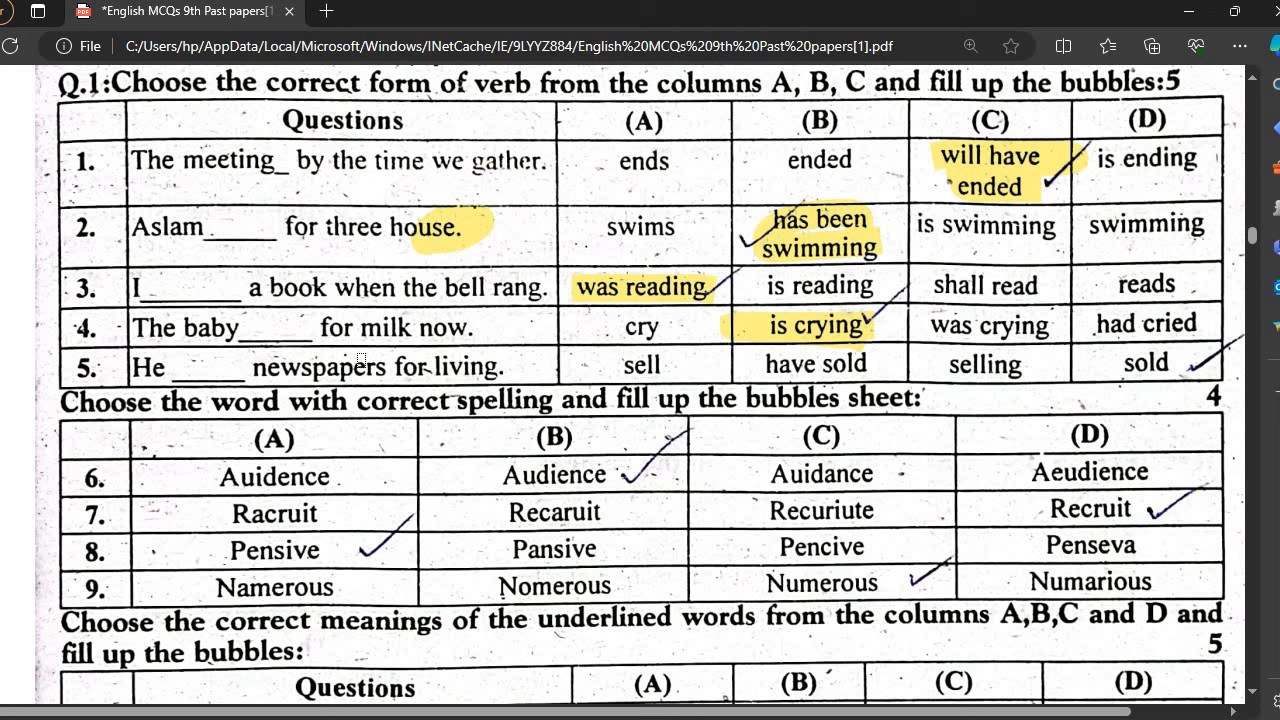 *English MCQs 9th Past papers[1]
File C:/Users/hp/AppData/Local/Microsoft/Windows/INetCache/IE/9LYYZ884/English%20MCQs%209th%20Past%20papers[1].pdf
Q.1:Choose the correct form of verb from the columns A, B, C and fill up the bubbles:5
Questions (A) (B) (C) (D)
1. The meeting_ by the time we gather. ends ended will have ended is ending
2. Aslam_____ for three house. swims has been swimming is swimming swimming
3. I_______ a book when the bell rang. was reading is reading shall read reads
4. The baby_____ for milk now. cry is crying was crying had cried
5. He _____ newspapers for living. sell have sold selling sold
Choose the word with correct spelling and fill up the bubbles sheet: 4
(A) (B) (C) (D)
6. Auidence Audience Auidance Aeudience
7. Racruit Recaruit Recuriute Recruit
8. Pensive Pansive Pencive Penseva
9. Namerous Nomerous Numerous Numarious
Choose the correct meanings of the underlined words from the columns A,B,C and D and
fill up the bubbles: 5
Questions (A) (B) (C) (D)